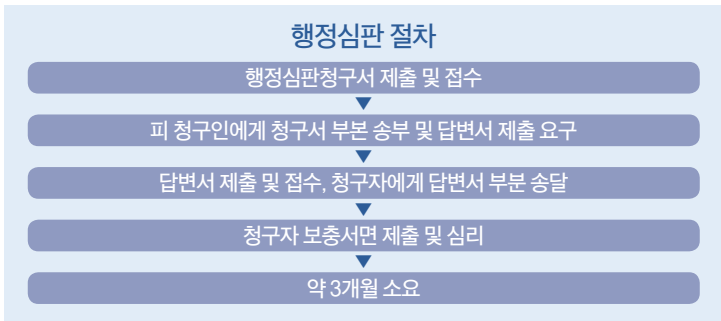 행정심판 절차
행정심판청구서 제출 및 접수
피 청구인에게 청구서 부본 송부 및 답변서 제출 요구
답변서 제출 및 접수, 청구자에게 답변서 부분 송달
청구자 보충서면 제출 및 심리
약 3개월 소요